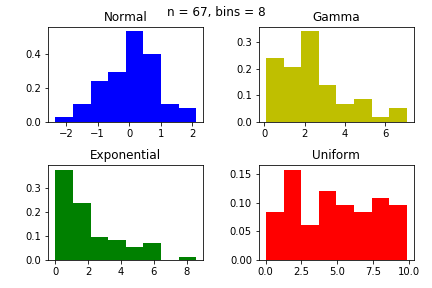 n = 67, bins = 8
Normal
Gamma
0.4
0.2
0.0
−2 −1 0 1 2
0.3
0.2
0.1
0.0
0 2 4 6
Exponential
Uniform
0.3
0.2
0.1
0.0
0 2 4 6 8
0.15
0.10
0.05
0.00
0.0 2.5 5.0 7.5 10.0